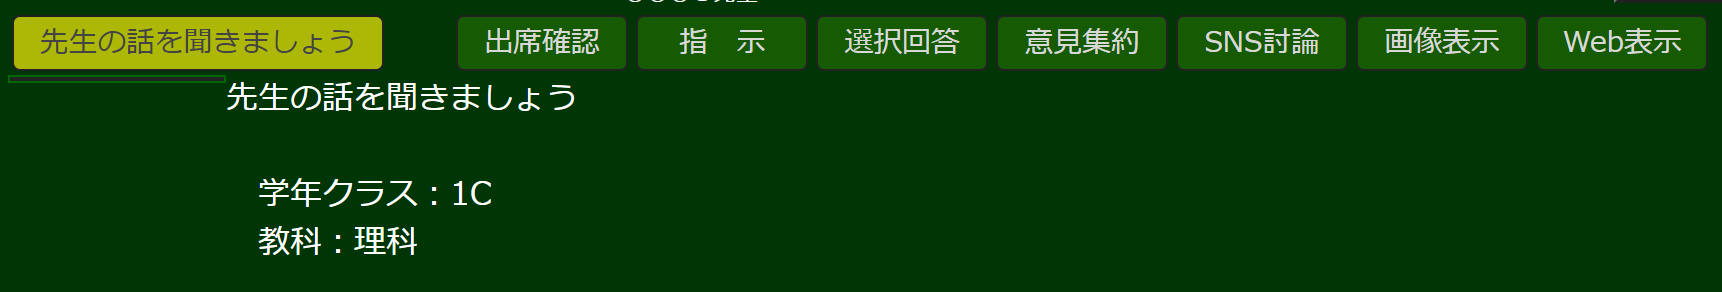 先生の話を聞きましょう 出席確認 指　示 選択回答 意見集約 SNS討論 画像表示 Web表示
先生の話を聞きましょう
学年クラス：1C
教科：理科